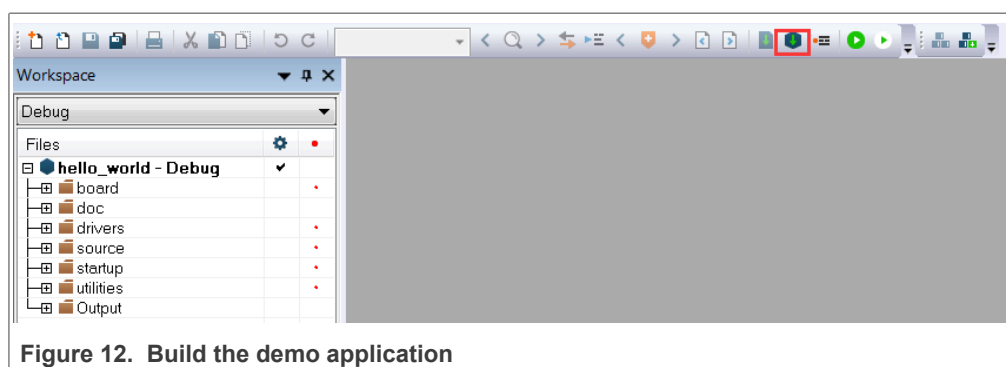 Workspace
Debug
Files
hello_world - Debug
board
doc
drivers
source
startup
utilities
Output
Figure 12. Build the demo application